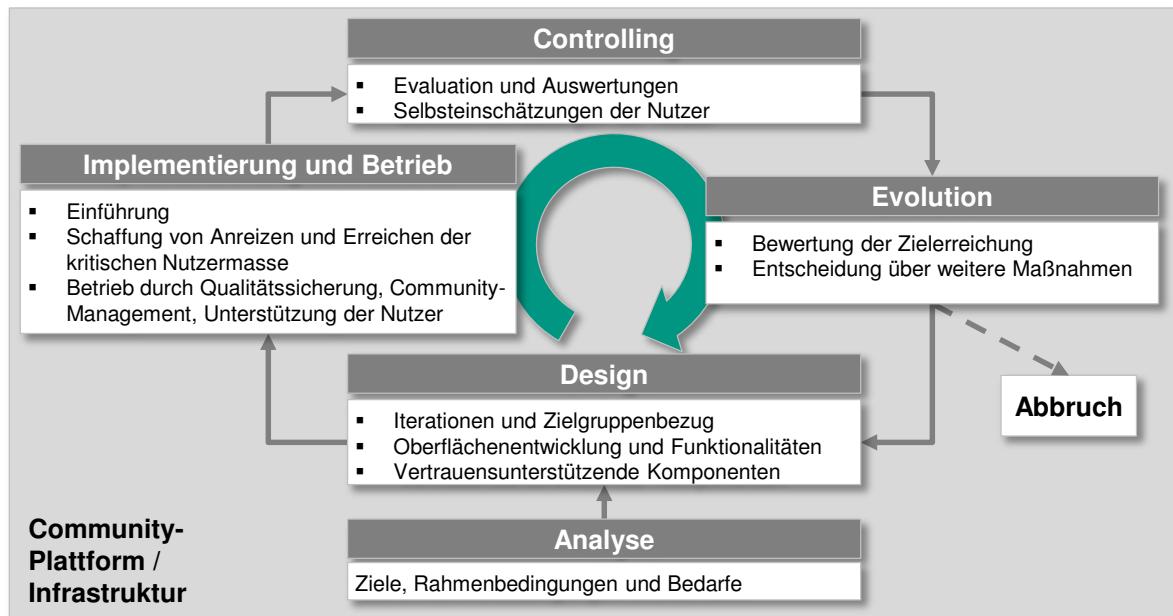 Controlling
▪ Evaluation und Auswertungen
▪ Selbsteinschätzungen der Nutzer
Implementierung und Betrieb
▪ Einführung
▪ Schaffung von Anreizen und Erreichen der
kritischen Nutzermasse
▪ Betrieb durch Qualitätssicherung, Community-
Management, Unterstützung der Nutzer
Evolution
▪ Bewertung der Zielerreichung
▪ Entscheidung über weitere Maßnahmen
Design
▪ Iterationen und Zielgruppenbezug
▪ Oberflächenentwicklung und Funktionalitäten
▪ Vertrauensunterstützende Komponenten
Abbruch
Analyse
Ziele, Rahmenbedingungen und Bedarfe
Community-
Plattform /
Infrastruktur